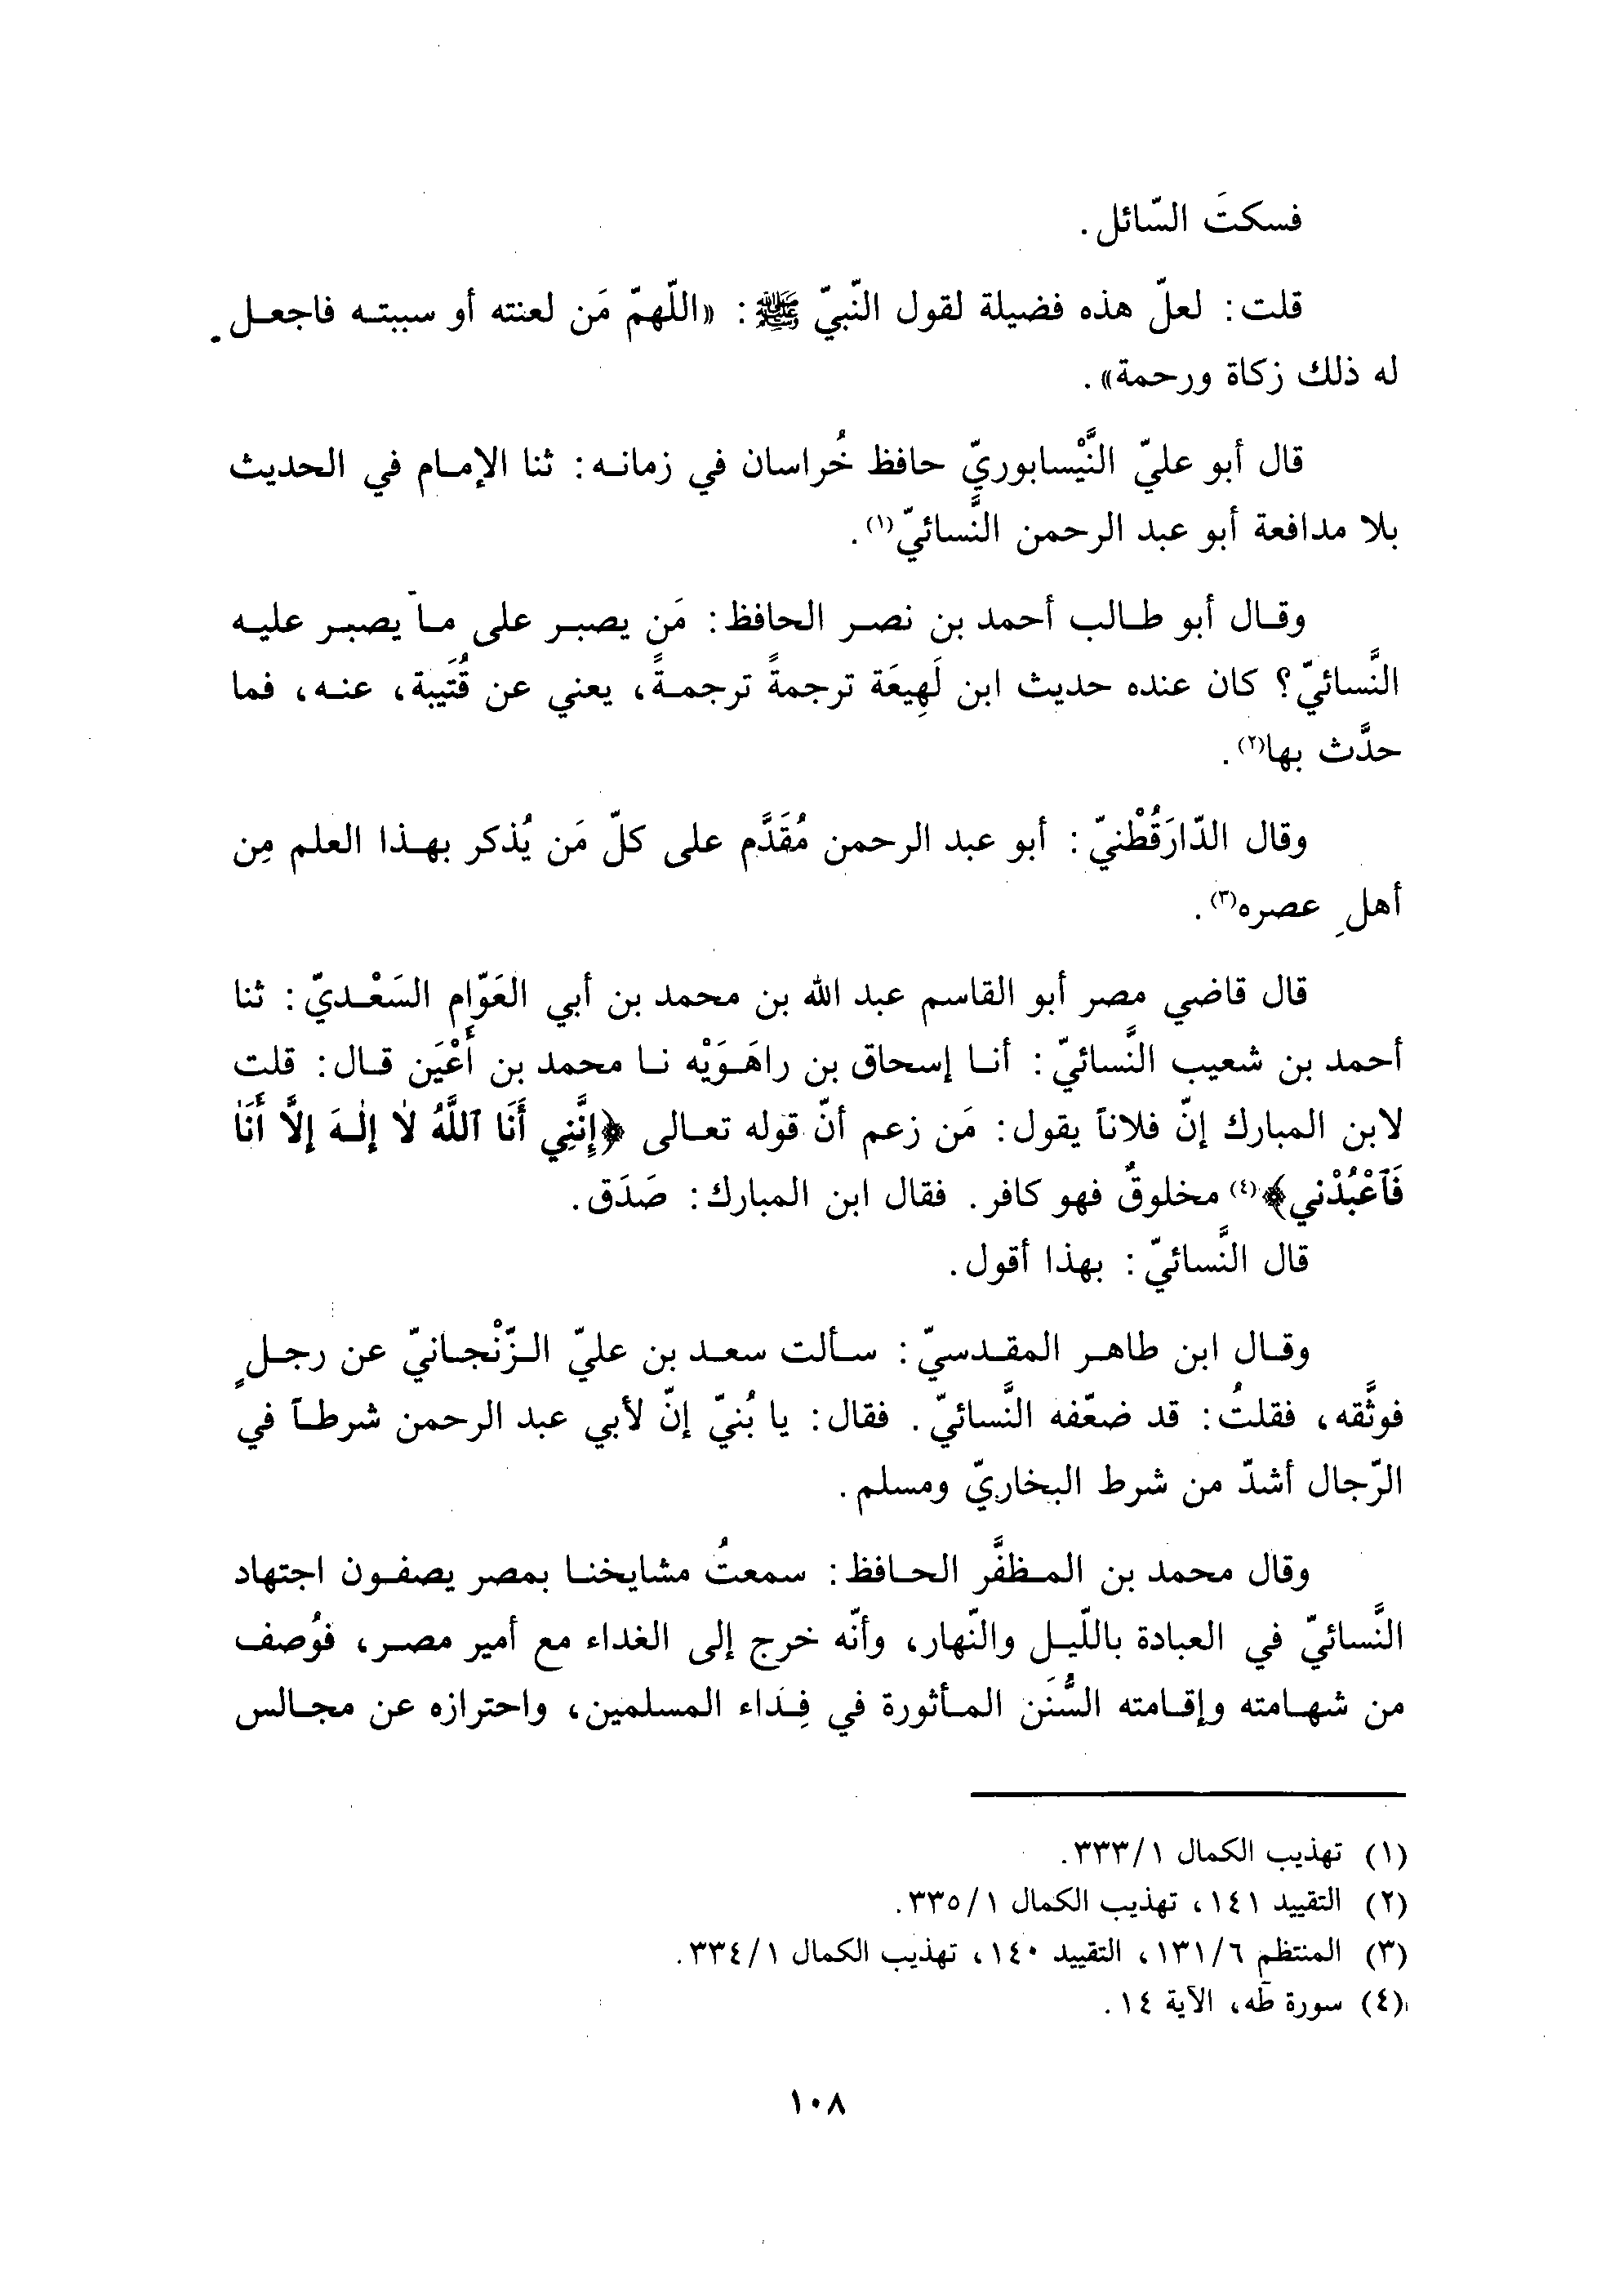 فسكتَ السّائل.
قلت: لعلّ هذه فضيلة لقول النّبيّ ﷺ: «اللّهمّ مَن لعنته أو سببته فاجعل
له ذلك زكاة ورحمة».
قال أبو عليّ النَّيْسابوريّ حافظ خُراسان في زمانه: ثنا الإمام في الحديث
بلا مدافعة أبو عبد الرحمن النَّسائيّ(١).
وقال أبو طالب أحمد بن نصر الحافظ: مَن يصبر على ما يصبر عليه
النَّسائيّ؟ كان عنده حديث ابن لَهِيعَة ترجمةً ترجمةً، يعني عن قُتَيبة، عنه، فما
حدَّث بها(٢).
وقال الدّارَقُطْنيّ: أبو عبد الرحمن مُقَدَّم على كلّ مَن يُذكر بهذا العلم مِن
أهلِ عصره(٣).
قال قاضي مصر أبو القاسم عبد الله بن محمد بن أبي العَوّام السَعْديّ: ثنا
أحمد بن شعيب النَّسائيّ: أنا إسحاق بن راهَوَيْه نا محمد بن أَعْيَن قال: قلت
لابن المبارك إنّ فلاناً يقول: مَن زعم أنّ قوله تعالى ﴿إِنَّنِي أَنَا ٱللَّهُ لاٰ إِلٰهَ إِلَّا أَنَاْ
فَٱعْبُدْني﴾(٤) مخلوقٌ فهو كافر. فقال ابن المبارك: صَدَق.
قال النَّسائيّ: بهذا أقول.
وقال ابن طاهر المقدسيّ: سألت سعد بن عليّ الزّنْجانيّ عن رجلٍ
فوثَّقه، فقلتُ: قد ضعّفه النَّسائيّ. فقال: يا بُنيّ إنّ لأبي عبد الرحمن شرطاً في
الرّجال أشدّ من شرط البخاريّ ومسلم.
وقال محمد بن المظفَّر الحافظ: سمعتُ مشايخنا بمصر يصفون اجتهاد
النَّسائيّ في العبادة باللّيل والنّهار، وأنّه خرج إلى الغداء مع أمير مصر، فوُصف
من شهامته وإقامته السُّنَن المأثورة في فِداء المسلمين، واحترازه عن مجالس
(١) تهذيب الكمال ١/٣٣٣.
(٢) التقييد ١٤١، تهذيب الكمال ١/٣٣٥.
(٣) المنتظم ٦/١٣١، التقييد ١٤٠، تهذيب الكمال ١/٣٣٤.
(٤) سورة طٰه، الآية ١٤.
١٠٨